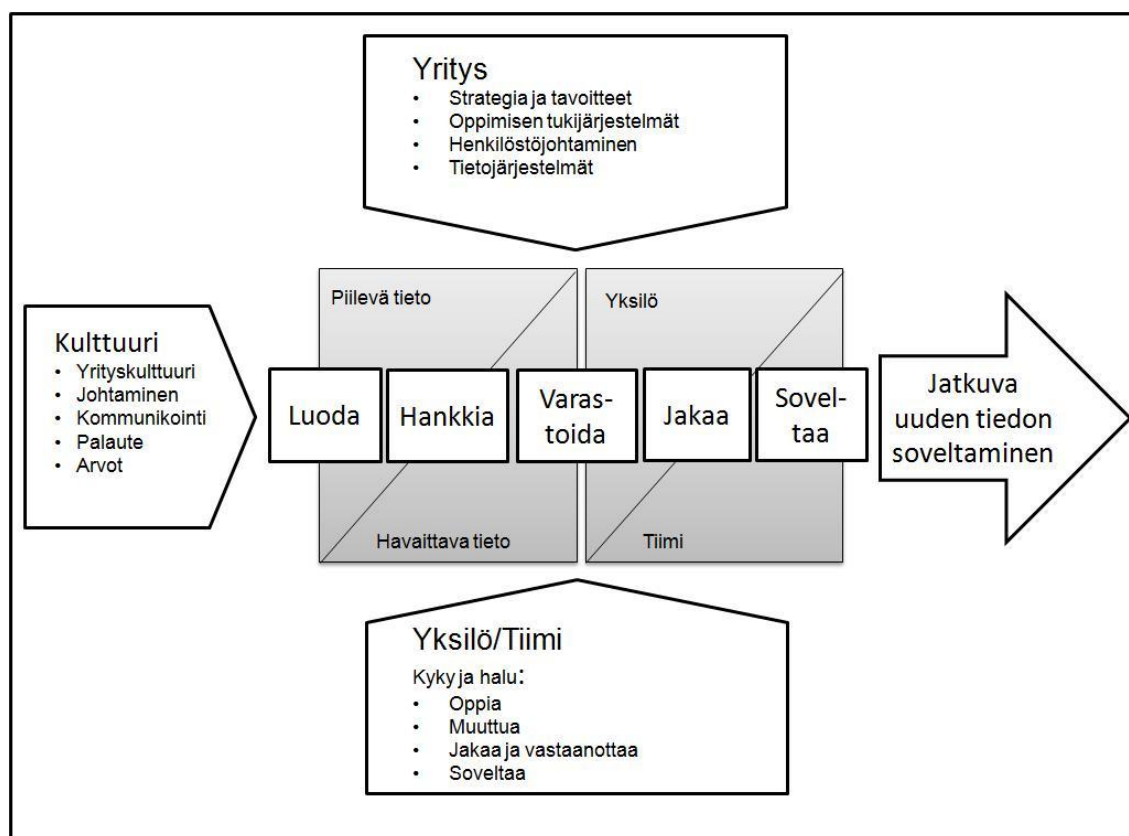 Yritys
• Strategia ja tavoitteet
• Oppimisen tukijärjestelmät
• Henkilöstöjohtaminen
• Tietojärjestelmät
Kulttuuri
• Yrityskulttuuri
• Johtaminen
• Kommunikointi
• Palaute
• Arvot
Piilevä tieto
Yksilö
Luoda
Hankkia
Varas-
toida
Jakaa
Sovel-
taa
Havaittava tieto
Tiimi
Jatkuva
uuden tiedon
soveltaminen
Yksilö/Tiimi
Kyky ja halu:
• Oppia
• Muuttua
• Jakaa ja vastaanottaa
• Soveltaa